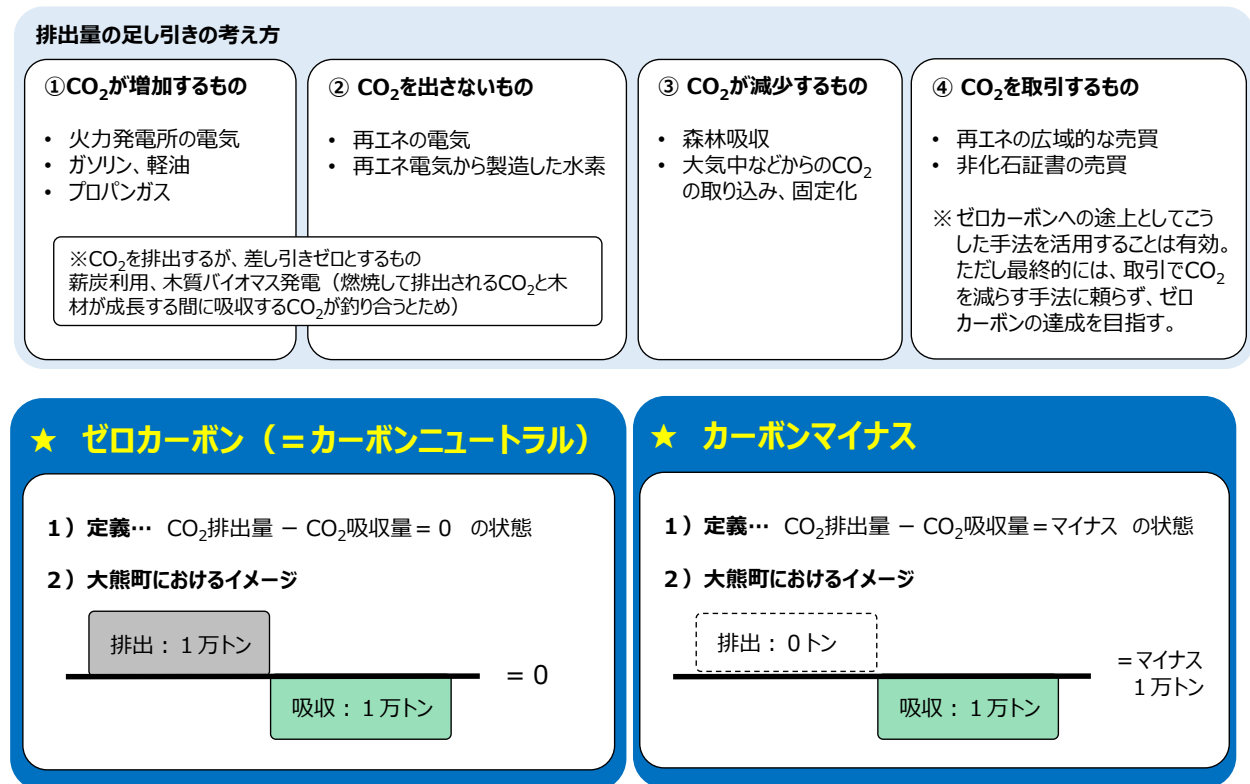 排出量の足し引きの考え方
①CO₂が増加するもの
• 火力発電所の電気
• ガソリン、軽油
• プロパンガス
② CO₂を出さないもの
• 再エネの電気
• 再エネ電気から製造した水素
※CO₂を排出するが、差し引きゼロとするもの
薪炭利用、木質バイオマス発電（燃焼して排出されるCO₂と木
材が成長する間に吸収するCO₂が釣り合うとため）
③ CO₂が減少するもの
• 森林吸収
• 大気中などからのCO₂
の取り込み、固定化
④ CO₂を取引するもの
• 再エネの広域的な売買
• 非化石証書の売買
※ ゼロカーボンへの途上としてこう
した手法を活用することは有効。
ただし最終的には、取引でCO₂
を減らす手法に頼らず、ゼロ
カーボンの達成を目指す。
★ ゼロカーボン（＝カーボンニュートラル）
１）定義… CO₂排出量 － CO₂吸収量＝０ の状態
２）大熊町におけるイメージ
排出：１万トン
＝０
吸収：１万トン
★ カーボンマイナス
１）定義… CO₂排出量 － CO₂吸収量＝マイナス の状態
２）大熊町におけるイメージ
排出：０トン
＝マイナス
１万トン
吸収：１万トン